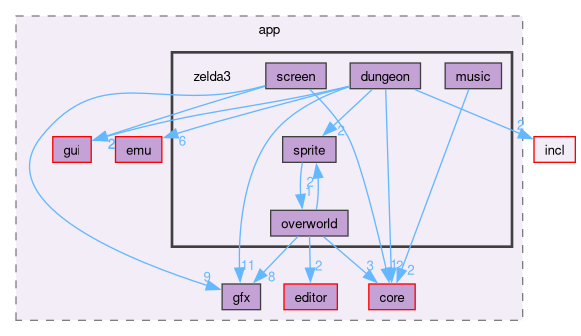 app
zelda3
screen
dungeon
music
gui
emu
sprite
incl
overworld
gfx
editor
core
2
6
2
2
2
1
9
11
8
2
3
2